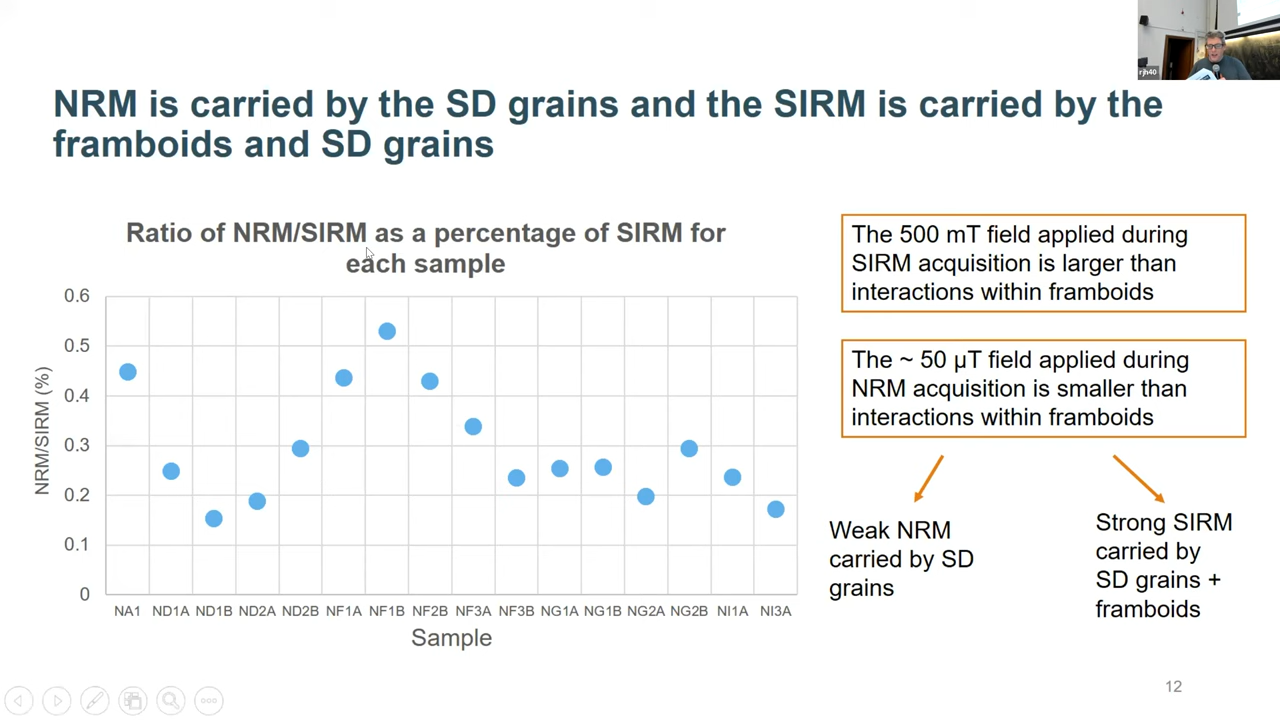 rjh40
NRM is carried by the SD grains and the SIRM is carried by the
framboids and SD grains
Ratio of NRM/SIRM as a percentage of SIRM for
each sample
0.6
0.5
0.4
0.3
0.2
0.1
0
NRM/SIRM (%)
NA1 ND1A ND1B ND2A ND2B NF1A NF1B NF2B NF3A NF3B NG1A NG1B NG2A NG2B NI1A NI3A
Sample
The 500 mT field applied during
SIRM acquisition is larger than
interactions within framboids
The ~ 50 µT field applied during
NRM acquisition is smaller than
interactions within framboids
Weak NRM
carried by SD
grains
Strong SIRM
carried by
SD grains +
framboids
12